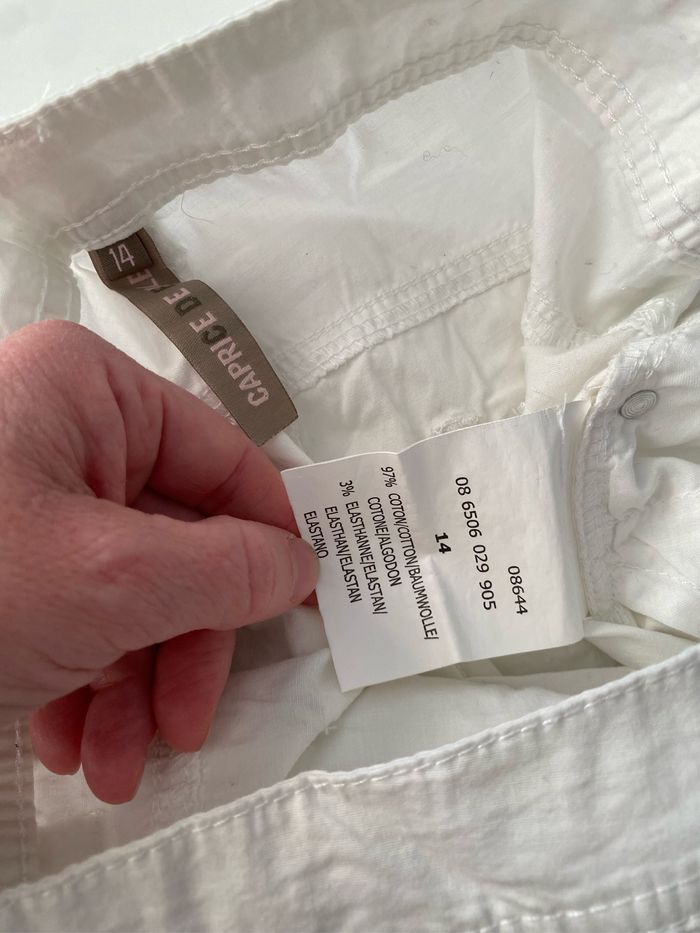 14
CAPRICE DE
08644
08 6506 029 905
14
97% COTON/COTTON/BAUMWOLLE/
COTONE/ALGODON
3% ELASTHANNE/ELASTAN/
ELASTHAN/ELASTAN
ELASTANO